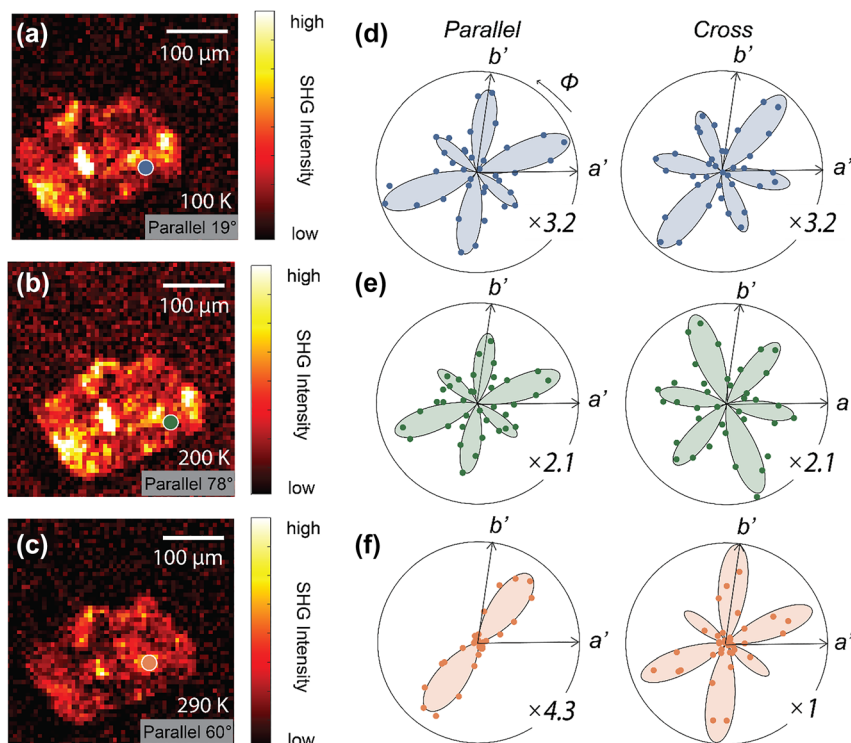 (a)
100 µm
100 K
Parallel 19°
high
SHG Intensity
low
(b)
100 µm
200 K
Parallel 78°
high
SHG Intensity
low
(c)
100 µm
290 K
Parallel 60°
high
SHG Intensity
low
(d)
Parallel
Cross
b’
Φ
a’
×3.2
b’
a’
×3.2
(e)
b’
a’
×2.1
b’
a
×2.1
(f)
b’
a’
×4.3
b’
a’
×1